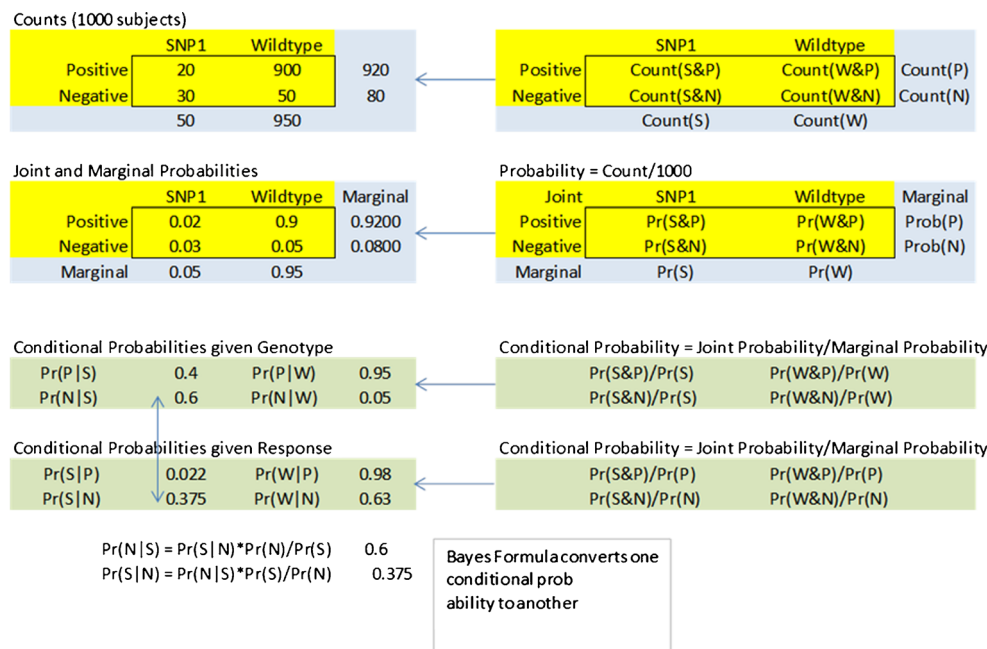 Counts (1000 subjects)
SNP1 Wildtype
Positive 20 900 920
Negative 30 50 80
50 950
SNP1 Wildtype
Positive Count(S&P) Count(W&P) Count(P)
Negative Count(S&N) Count(W&N) Count(N)
Count(S) Count(W)
Joint and Marginal Probabilities
SNP1 Wildtype Marginal
Positive 0.02 0.9 0.9200
Negative 0.03 0.05 0.0800
Marginal 0.05 0.95
Probability = Count/1000
Joint SNP1 Wildtype Marginal
Positive Pr(S&P) Pr(W&P) Prob(P)
Negative Pr(S&N) Pr(W&N) Prob(N)
Marginal Pr(S) Pr(W)
Conditional Probabilities given Genotype
Pr(P|S) 0.4 Pr(P|W) 0.95
Pr(N|S) 0.6 Pr(N|W) 0.05
Conditional Probability = Joint Probability/Marginal Probability
Pr(S&P)/Pr(S) Pr(W&P)/Pr(W)
Pr(S&N)/Pr(S) Pr(W&N)/Pr(W)
Conditional Probabilities given Response
Pr(S|P) 0.022 Pr(W|P) 0.98
Pr(S|N) 0.375 Pr(W|N) 0.63
Conditional Probability = Joint Probability/Marginal Probability
Pr(S&P)/Pr(P) Pr(W&P)/Pr(P)
Pr(S&N)/Pr(N) Pr(W&N)/Pr(N)
Pr(N|S) = Pr(S|N)*Pr(N)/Pr(S) 0.6
Pr(S|N) = Pr(N|S)*Pr(S)/Pr(N) 0.375
Bayes Formula converts one
conditional prob
ability to another